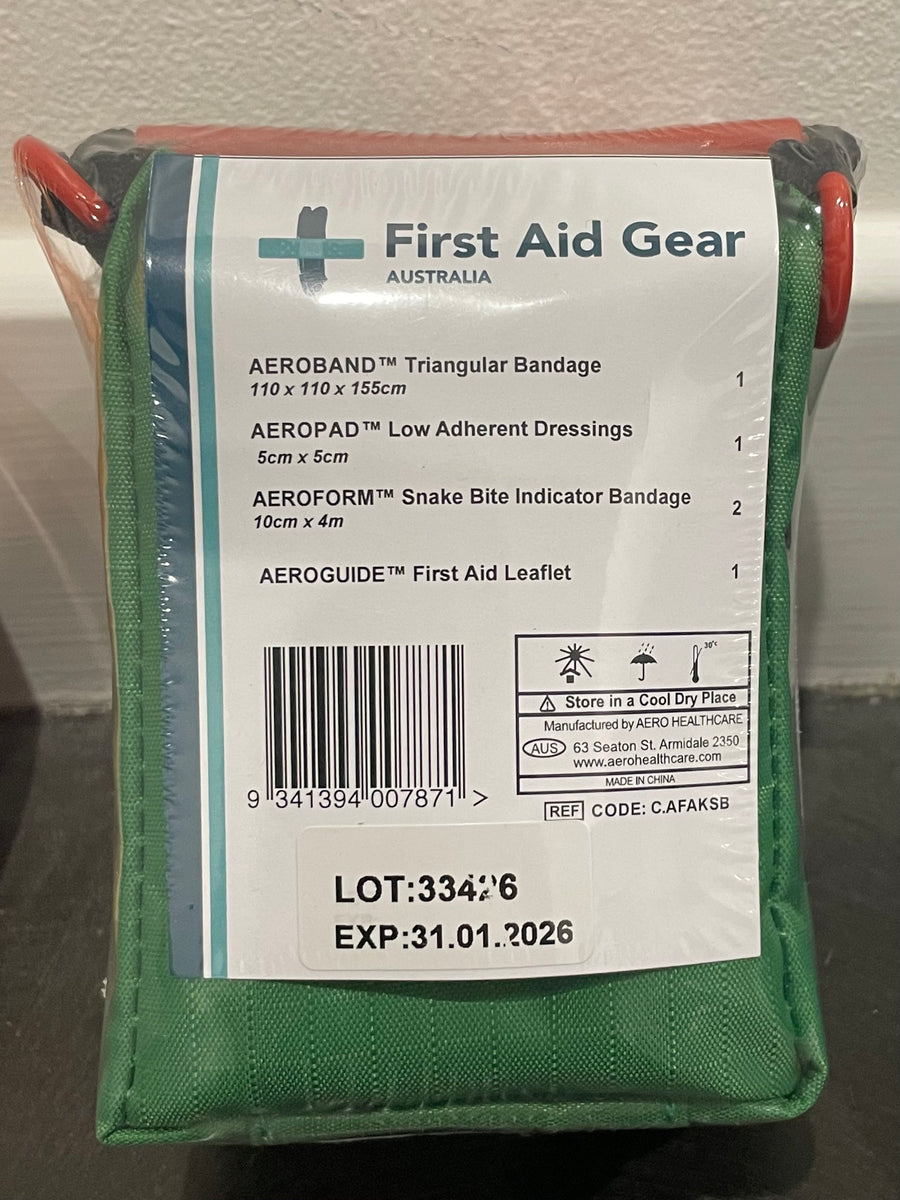 First Aid Gear
AUSTRALIA
AEROBAND™ Triangular Bandage 1
110 x 110 x 155cm
AEROPAD™ Low Adherent Dressings 1
5cm x 5cm
AEROFORM™ Snake Bite Indicator Bandage 2
10cm x 4m
AEROGUIDE™ First Aid Leaflet 1
30°c
Store in a Cool Dry Place
Manufactured by AERO HEALTHCARE
AUS 63 Seaton St. Armidale 2350
www.aerohealthcare.com
MADE IN CHINA
9 341394 007871 >
REF CODE: C.AFAKSB
LOT:33426
EXP:31.01.2026